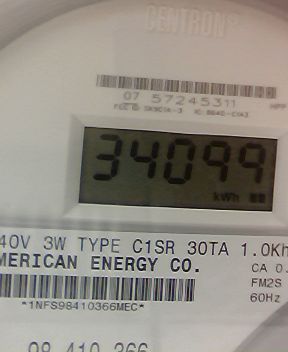 CENTRON®
07 57245311
34099
kWh
40V 3W TYPE C1SR 30TA 1.0Kh
MERICAN ENERGY CO.
CA 0.
FM2S
*1NFS98410366MEC*
60Hz
98 410 366